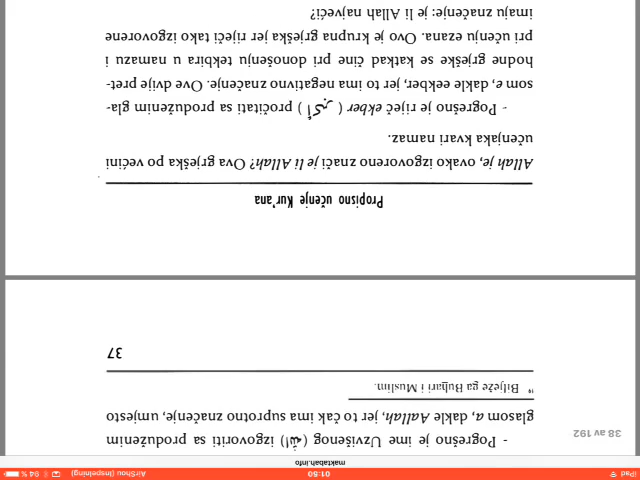 iPad 01:50 AirShou (Inspelning) 94 %
maktabah.info
38 av 192
- Pogrešno je ime Uzvišenog (الله) izgovoriti sa produženim
glasom a, dakle Aallah, jer to čak ima suprotno značenje, umjesto
Bilježe ga Buḫari i Muslim.
37
Propisno učenje Kur'ana
Allah je, ovako izgovoreno znači je li Allah? Ova grješka po većini
učenjaka kvari namaz.
- Pogrešno je riječ ekber (أكبر) pročitati sa produženim gla-
som e, dakle eekber, jer to ima negativno značenje. Ove dvije pret-
hodne grješke se katkad čine pri donošenju tekbira u namazu i
pri učenju ezana. Ovo je krupna grješka jer riječi tako izgovorene
imaju značenje: je li Allah najveći?